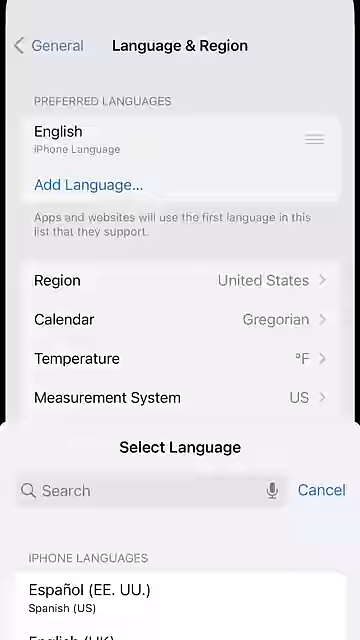 General
Language & Region
PREFERRED LANGUAGES
English
iPhone Language
Add Language...
Apps and websites will use the first language in this
list that they support.
Region
United States
Calendar
Gregorian
Temperature
°F
Measurement System
US
Select Language
Search
Cancel
IPHONE LANGUAGES
Español (EE. UU.)
Spanish (US)
English (UK)